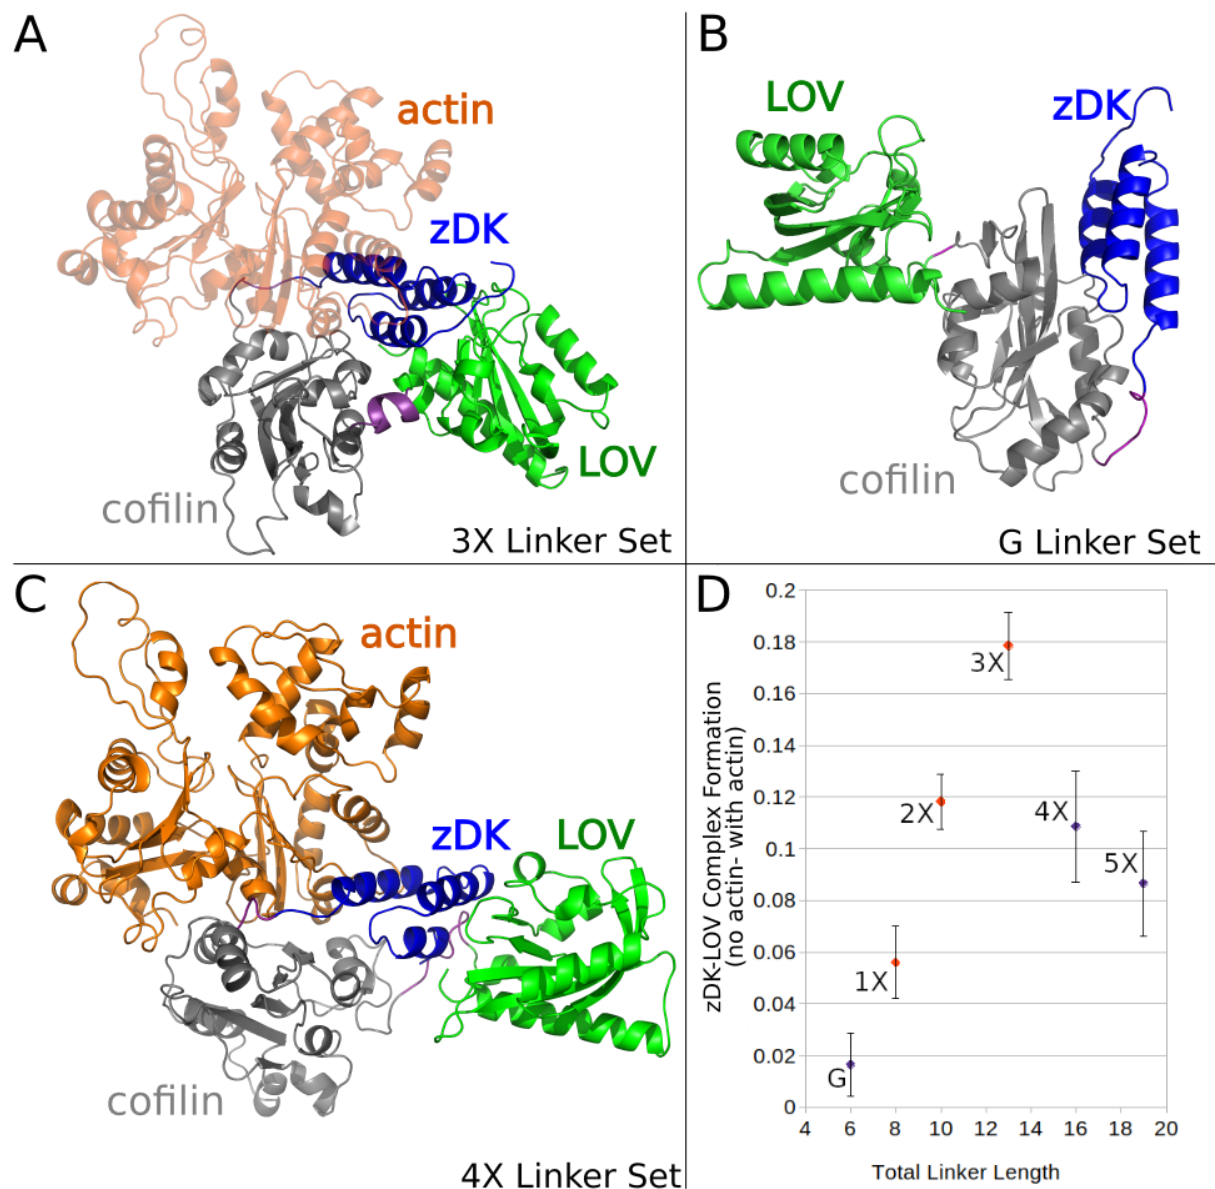 A
actin
zDK
LOV
cofilin
3X Linker Set
B
LOV
zDK
cofilin
G Linker Set
C
actin
zDK
LOV
cofilin
4X Linker Set
D
zDK-LOV Complex Formation
(no actin- with actin)
0.2
0.18
0.16
0.14
0.12
0.1
0.08
0.06
0.04
0.02
0
3X
2X
4X
5X
1X
G
4 6 8 10 12 14 16 18 20
Total Linker Length